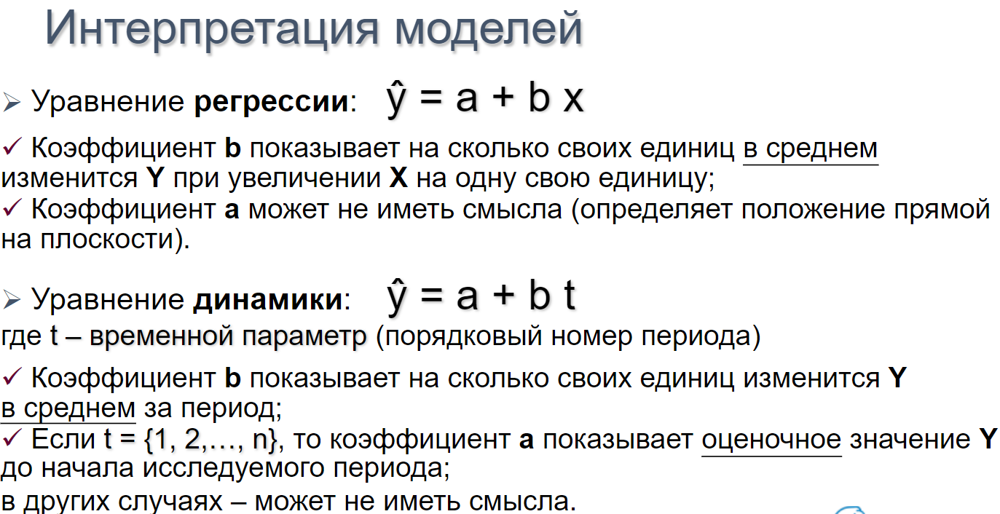 Интерпретация моделей
Уравнение регрессии: ŷ = a + b x
Коэффициент b показывает на сколько своих единиц в среднем
изменится Y при увеличении X на одну свою единицу;
Коэффициент a может не иметь смысла (определяет положение прямой
на плоскости).
Уравнение динамики: ŷ = a + b t
где t – временной параметр (порядковый номер периода)
Коэффициент b показывает на сколько своих единиц изменится Y
в среднем за период;
Если t = {1, 2,…, n}, то коэффициент a показывает оценочное значение Y
до начала исследуемого периода;
в других случаях – может не иметь смысла.